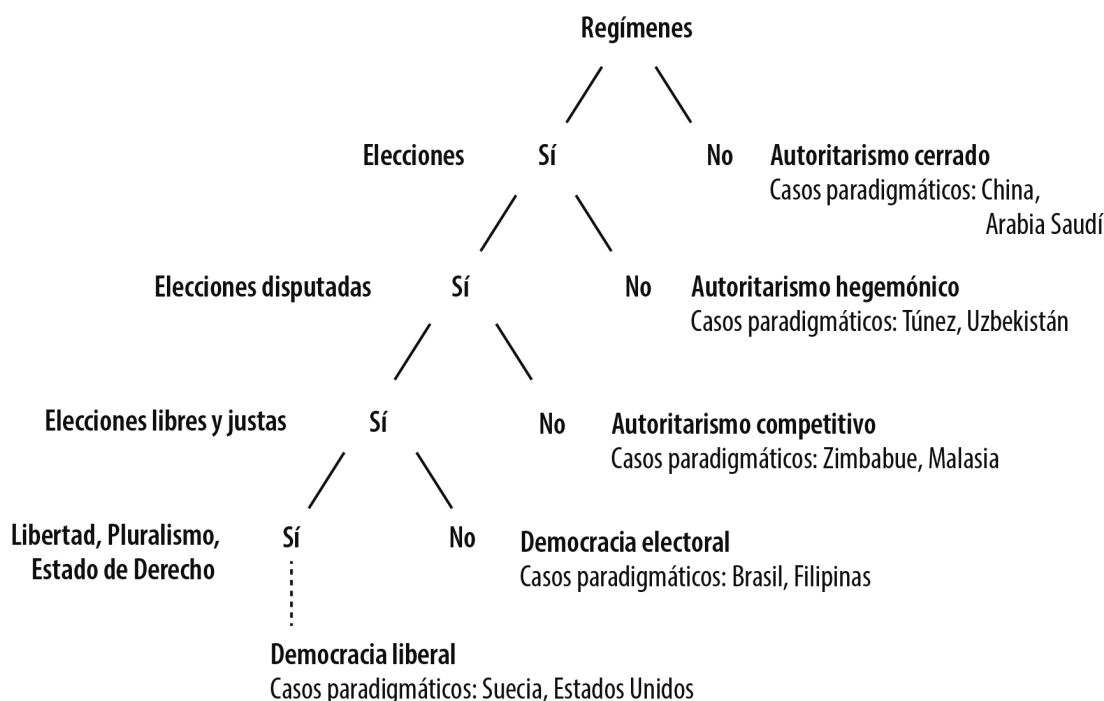 Regímenes
Elecciones Sí No Autoritarismo cerrado
Casos paradigmáticos: China,
Arabia Saudí
Elecciones disputadas Sí No Autoritarismo hegemónico
Casos paradigmáticos: Túnez, Uzbekistán
Elecciones libres y justas Sí No Autoritarismo competitivo
Casos paradigmáticos: Zimbabue, Malasia
Libertad, Pluralismo, Sí No Democracia electoral
Estado de Derecho Casos paradigmáticos: Brasil, Filipinas
Democracia liberal
Casos paradigmáticos: Suecia, Estados Unidos